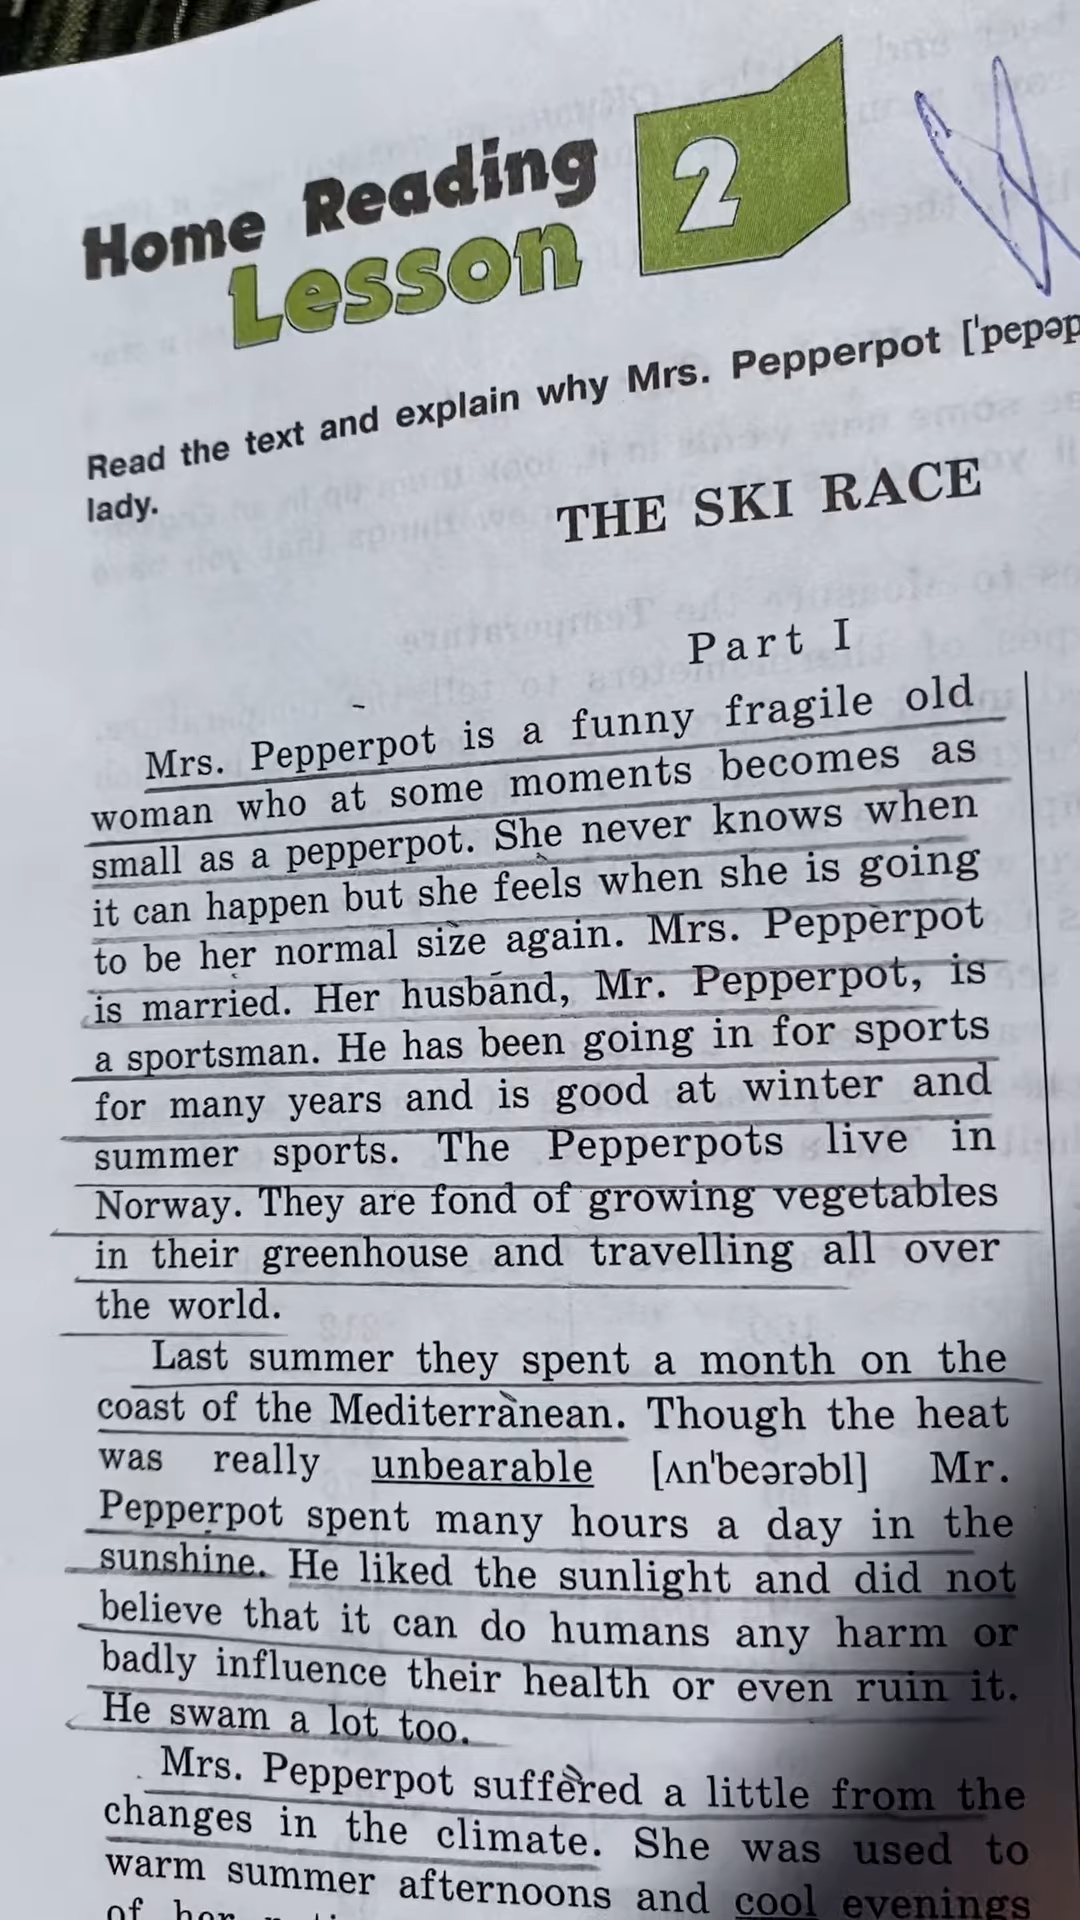 Home Reading
Lesson 2
Read the text and explain why Mrs. Pepperpot
lady.
THE SKI RACE
Part I
Mrs. Pepperpot is a funny fragile old
woman who at some moments becomes as
small as a pepperpot. She never knows when
it can happen but she feels when she is going
to be her normal size again. Mrs. Pepperpot
is married. Her husband, Mr. Pepperpot, is
a sportsman. He has been going in for sports
for many years and is good at winter and
summer sports. The Pepperpots live in
Norway. They are fond of growing vegetables
in their greenhouse and travelling all over
the world.
Last summer they spent a month on the
coast of the Mediterranean. Though the heat
was really unbearable [ʌn'beərəbl] Mr.
Pepperpot spent many hours a day in the
sunshine. He liked the sunlight and did not
believe that it can do humans any harm or
badly influence their health or even ruin it.
He swam a lot too.
Mrs. Pepperpot suffered a little from the
changes in the climate. She was used to
warm summer afternoons and cool evenings
of her